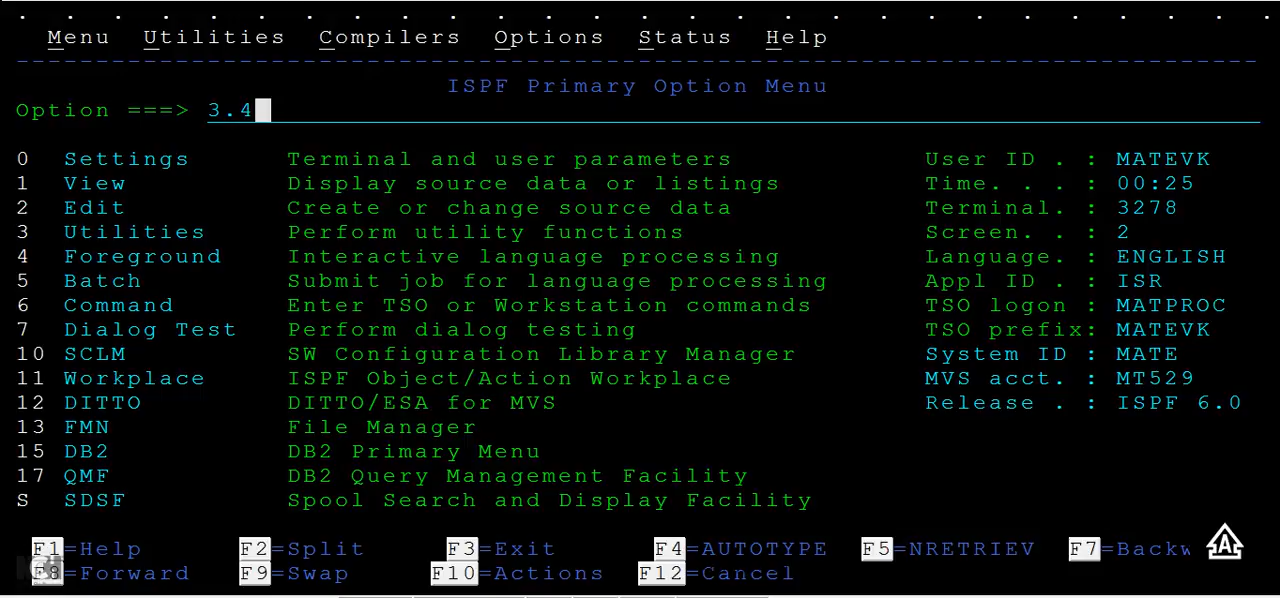 Menu Utilities Compilers Options Status Help
ISPF Primary Option Menu
Option ===> 3.4
0 Settings Terminal and user parameters User ID . : MATEVK
1 View Display source data or listings Time. . . : 00:25
2 Edit Create or change source data Terminal. : 3278
3 Utilities Perform utility functions Screen. . : 2
4 Foreground Interactive language processing Language. : ENGLISH
5 Batch Submit job for language processing Appl ID . : ISR
6 Command Enter TSO or Workstation commands TSO logon : MATPROC
7 Dialog Test Perform dialog testing TSO prefix: MATEVK
10 SCLM SW Configuration Library Manager System ID : MATE
11 Workplace ISPF Object/Action Workplace MVS acct. : MT529
12 DITTO DITTO/ESA for MVS Release . : ISPF 6.0
13 FMN File Manager
15 DB2 DB2 Primary Menu
17 QMF DB2 Query Management Facility
S SDSF Spool Search and Display Facility
F1=Help F2=Split F3=Exit F4=AUTOTYPE F5=NRETRIEV F7=Backw
F8=Forward F9=Swap F10=Actions F12=Cancel